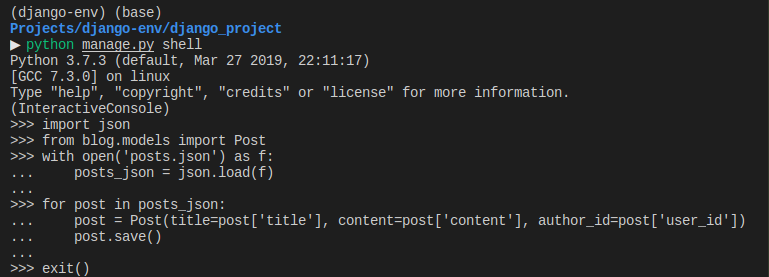 (django-env) (base)
Projects/django-env/django_project
▶ python manage.py shell
Python 3.7.3 (default, Mar 27 2019, 22:11:17)
[GCC 7.3.0] on linux
Type "help", "copyright", "credits" or "license" for more information.
(InteractiveConsole)
>>> import json
>>> from blog.models import Post
>>> with open('posts.json') as f:
...     posts_json = json.load(f)
...
>>> for post in posts_json:
...     post = Post(title=post['title'], content=post['content'], author_id=post['user_id'])
...     post.save()
...
>>> exit()